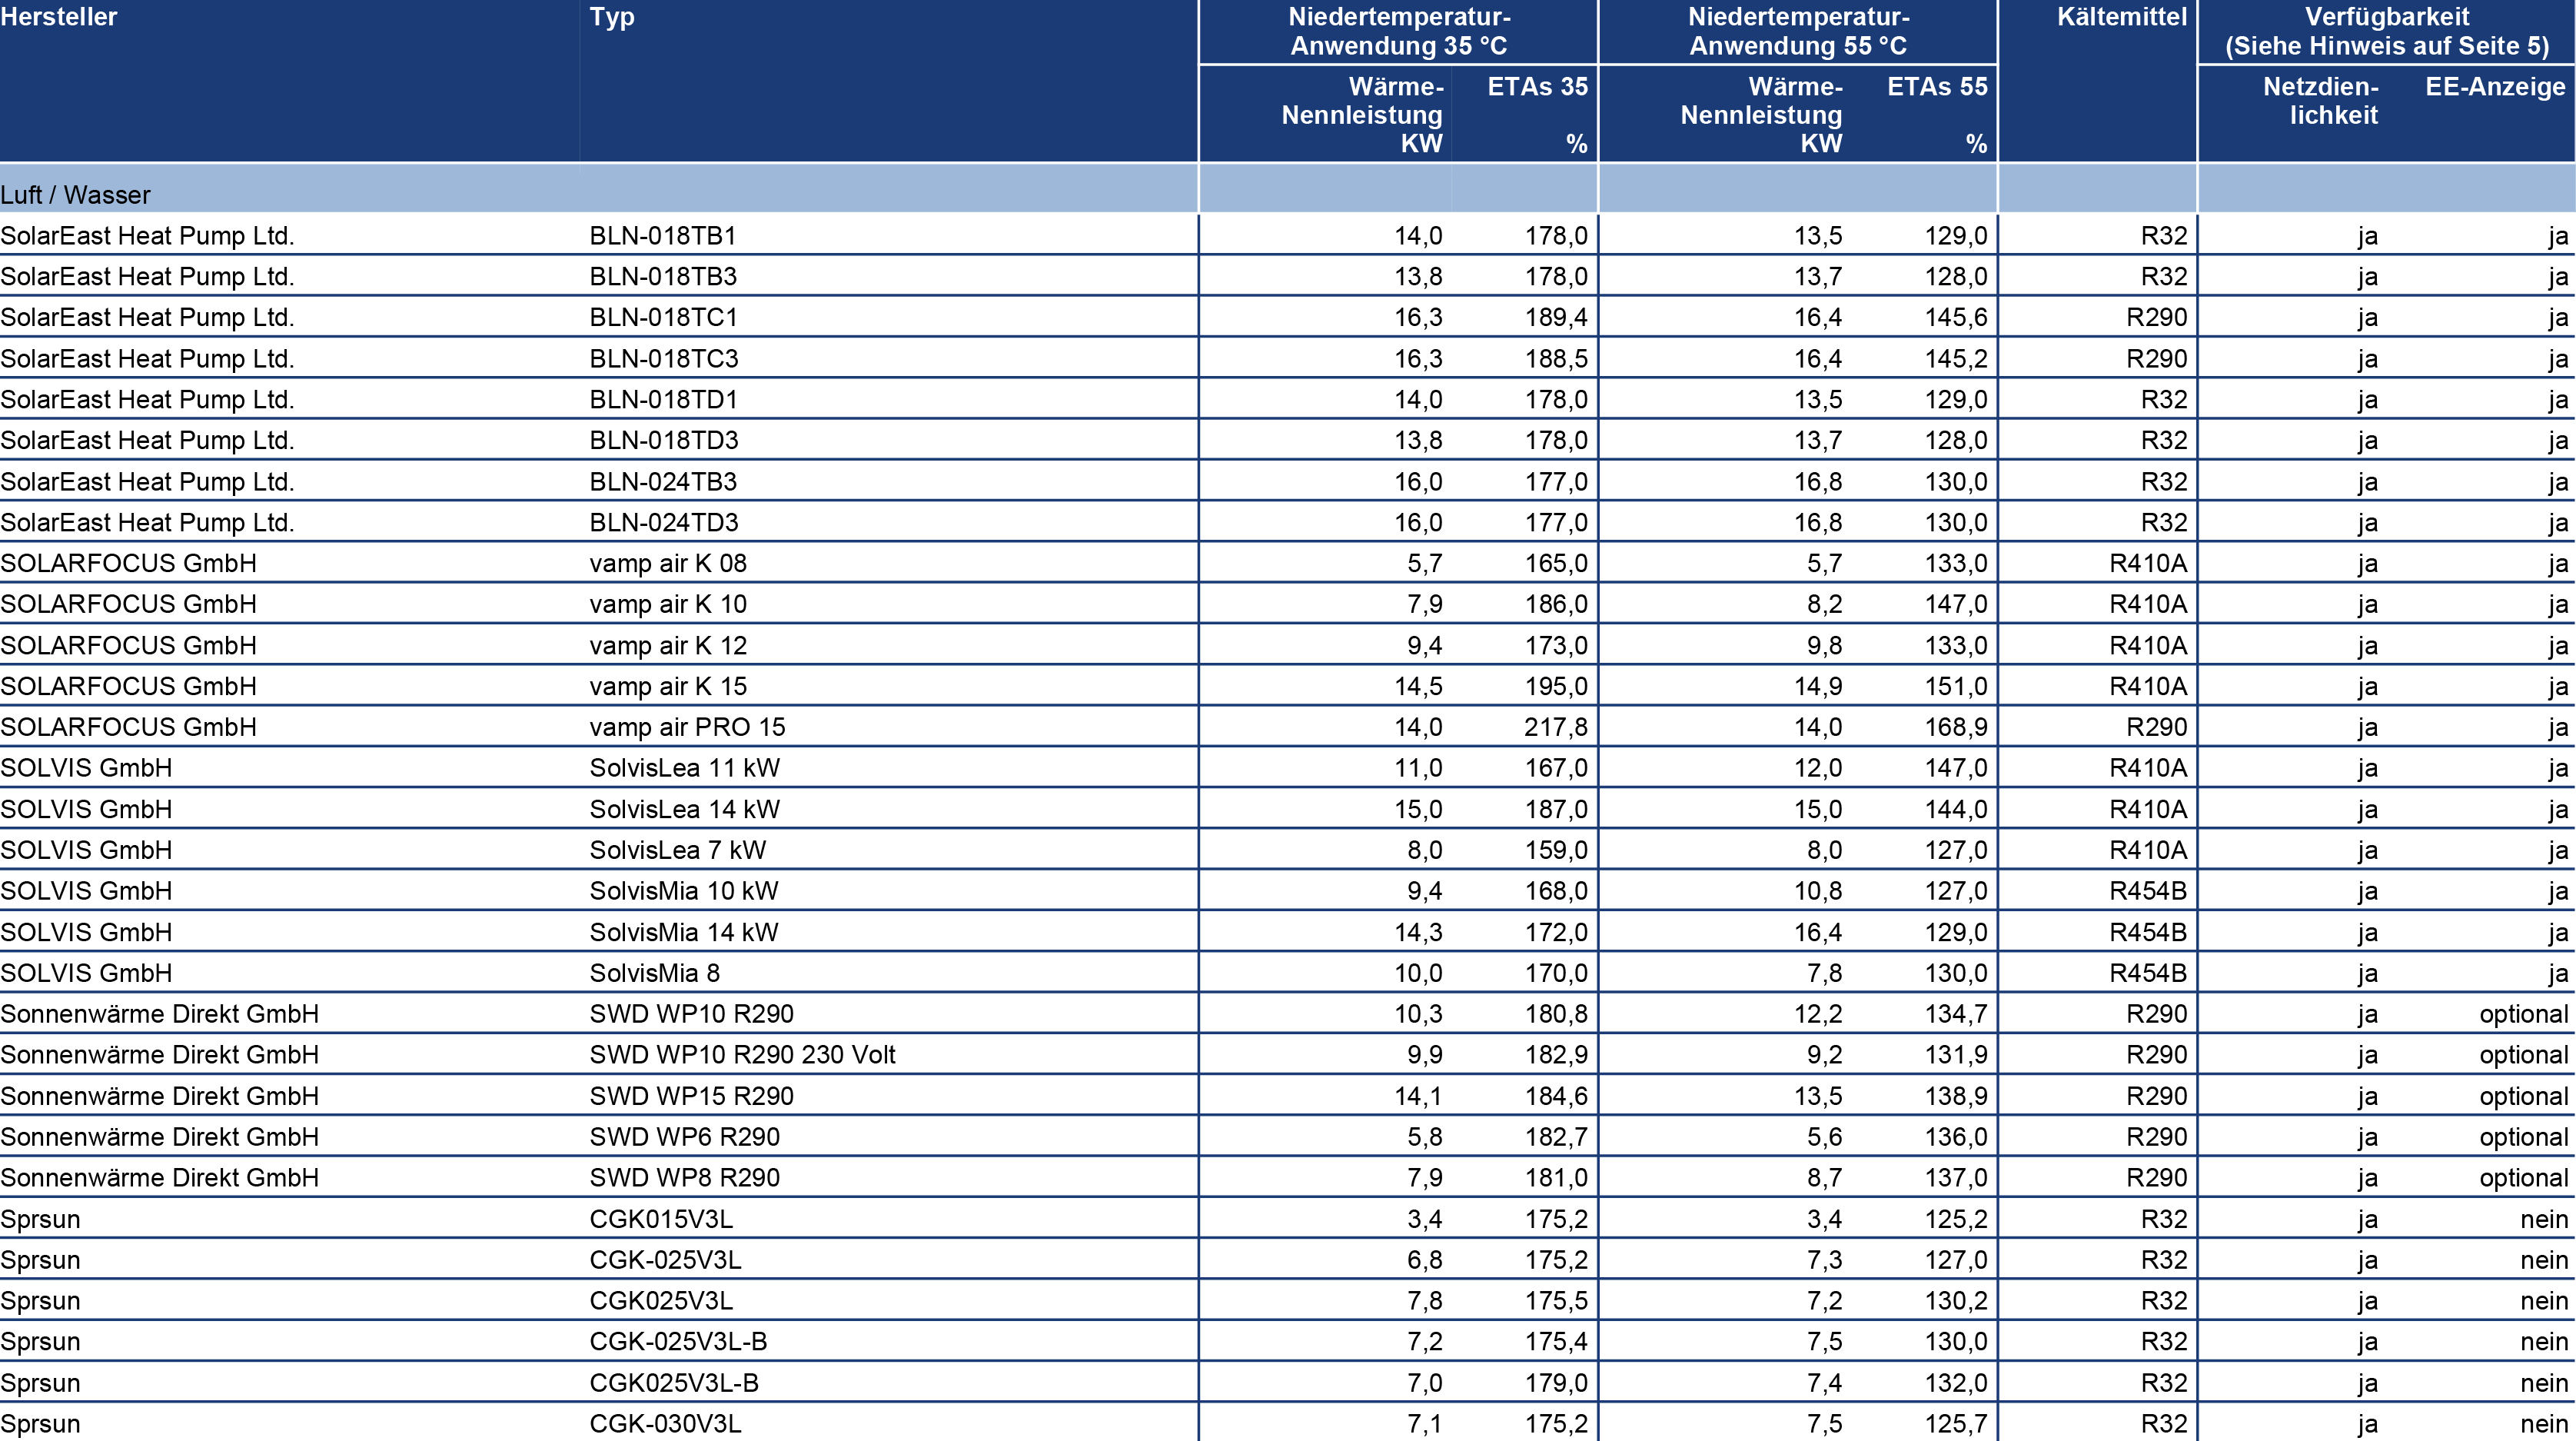 Hersteller Typ Niedertemperatur- Niedertemperatur- Kältemittel Verfügbarkeit
Anwendung 35 °C Anwendung 55 °C (Siehe Hinweis auf Seite 5)
Wärme- ETAs 35 Wärme- ETAs 55 Netzdien- EE-Anzeige
Nennleistung Nennleistung lichkeit
KW % KW %
Luft / Wasser
SolarEast Heat Pump Ltd. BLN-018TB1 14,0 178,0 13,5 129,0 R32 ja ja
SolarEast Heat Pump Ltd. BLN-018TB3 13,8 178,0 13,7 128,0 R32 ja ja
SolarEast Heat Pump Ltd. BLN-018TC1 16,3 189,4 16,4 145,6 R290 ja ja
SolarEast Heat Pump Ltd. BLN-018TC3 16,3 188,5 16,4 145,2 R290 ja ja
SolarEast Heat Pump Ltd. BLN-018TD1 14,0 178,0 13,5 129,0 R32 ja ja
SolarEast Heat Pump Ltd. BLN-018TD3 13,8 178,0 13,7 128,0 R32 ja ja
SolarEast Heat Pump Ltd. BLN-024TB3 16,0 177,0 16,8 130,0 R32 ja ja
SolarEast Heat Pump Ltd. BLN-024TD3 16,0 177,0 16,8 130,0 R32 ja ja
SOLARFOCUS GmbH vamp air K 08 5,7 165,0 5,7 133,0 R410A ja ja
SOLARFOCUS GmbH vamp air K 10 7,9 186,0 8,2 147,0 R410A ja ja
SOLARFOCUS GmbH vamp air K 12 9,4 173,0 9,8 133,0 R410A ja ja
SOLARFOCUS GmbH vamp air K 15 14,5 195,0 14,9 151,0 R410A ja ja
SOLARFOCUS GmbH vamp air PRO 15 14,0 217,8 14,0 168,9 R290 ja ja
SOLVIS GmbH SolvisLea 11 kW 11,0 167,0 12,0 147,0 R410A ja ja
SOLVIS GmbH SolvisLea 14 kW 15,0 187,0 15,0 144,0 R410A ja ja
SOLVIS GmbH SolvisLea 7 kW 8,0 159,0 8,0 127,0 R410A ja ja
SOLVIS GmbH SolvisMia 10 kW 9,4 168,0 10,8 127,0 R454B ja ja
SOLVIS GmbH SolvisMia 14 kW 14,3 172,0 16,4 129,0 R454B ja ja
SOLVIS GmbH SolvisMia 8 10,0 170,0 7,8 130,0 R454B ja ja
Sonnenwärme Direkt GmbH SWD WP10 R290 10,3 180,8 12,2 134,7 R290 ja optional
Sonnenwärme Direkt GmbH SWD WP10 R290 230 Volt 9,9 182,9 9,2 131,9 R290 ja optional
Sonnenwärme Direkt GmbH SWD WP15 R290 14,1 184,6 13,5 138,9 R290 ja optional
Sonnenwärme Direkt GmbH SWD WP6 R290 5,8 182,7 5,6 136,0 R290 ja optional
Sonnenwärme Direkt GmbH SWD WP8 R290 7,9 181,0 8,7 137,0 R290 ja optional
Sprsun CGK015V3L 3,4 175,2 3,4 125,2 R32 ja nein
Sprsun CGK-025V3L 6,8 175,2 7,3 127,0 R32 ja nein
Sprsun CGK025V3L 7,8 175,5 7,2 130,2 R32 ja nein
Sprsun CGK-025V3L-B 7,2 175,4 7,5 130,0 R32 ja nein
Sprsun CGK025V3L-B 7,0 179,0 7,4 132,0 R32 ja nein
Sprsun CGK-030V3L 7,1 175,2 7,5 125,7 R32 ja nein